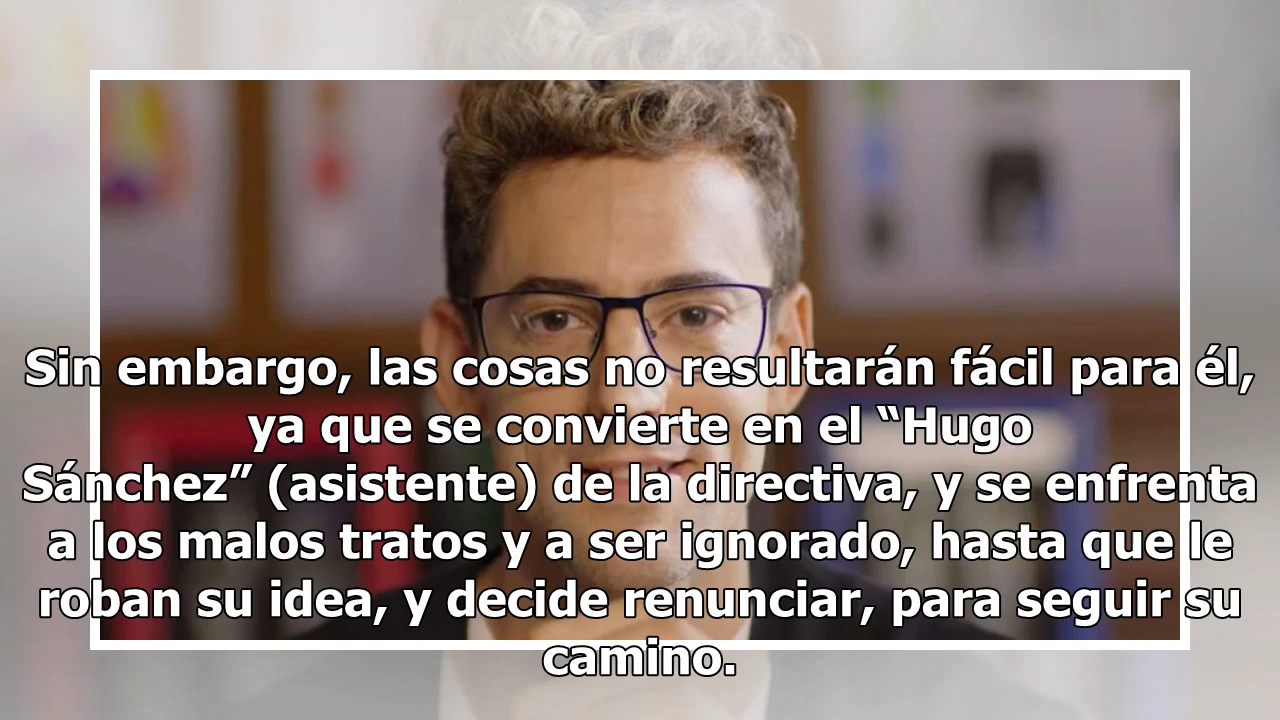 Sin embargo, las cosas no resultarán fácil para él,
ya que se convierte en el “Hugo
Sánchez” (asistente) de la directiva, y se enfrenta
a los malos tratos y a ser ignorado, hasta que le
roban su idea, y decide renunciar, para seguir su
camino.